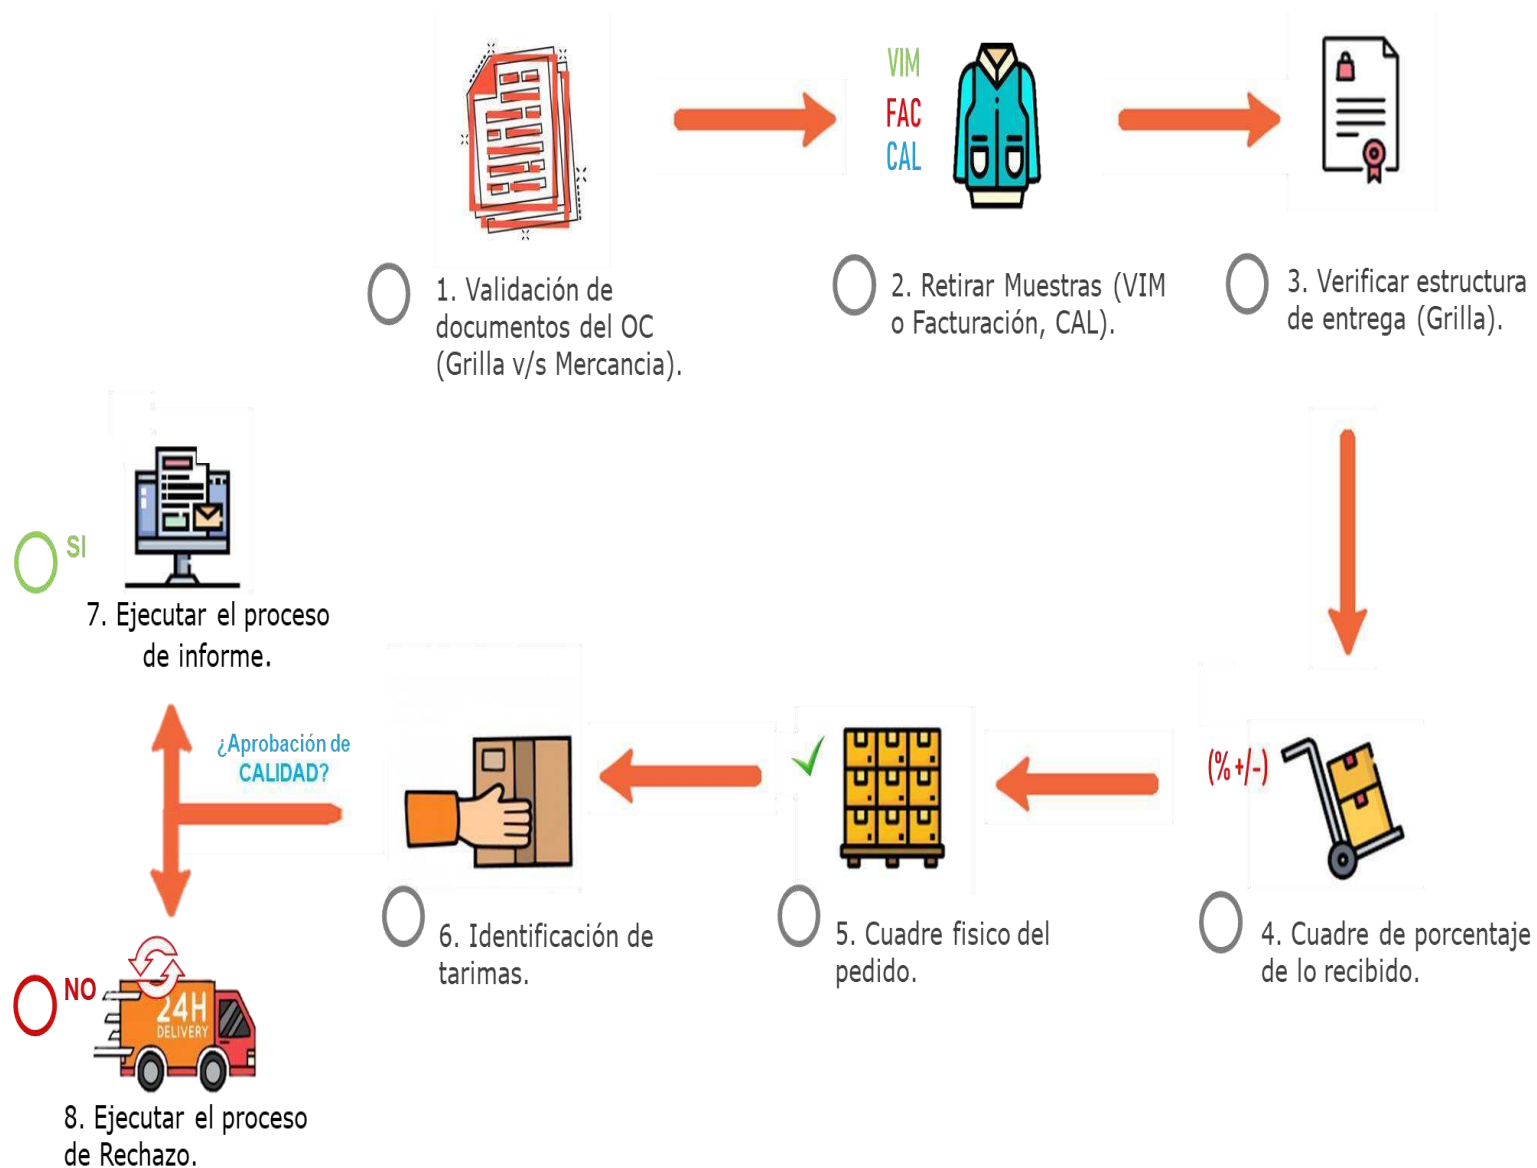 VIM
FAC
CAL
1. Validación de
documentos del OC
(Grilla v/s Mercancia).
2. Retirar Muestras (VIM
o Facturación, CAL).
3. Verificar estructura
de entrega (Grilla).
(% +/-)
4. Cuadre de porcentaje
de lo recibido.
5. Cuadre fisico del
pedido.
6. Identificación de
tarimas.
¿Aprobación de
CALIDAD?
SI
7. Ejecutar el proceso
de informe.
NO
24H
DELIVERY
8. Ejecutar el proceso
de Rechazo.